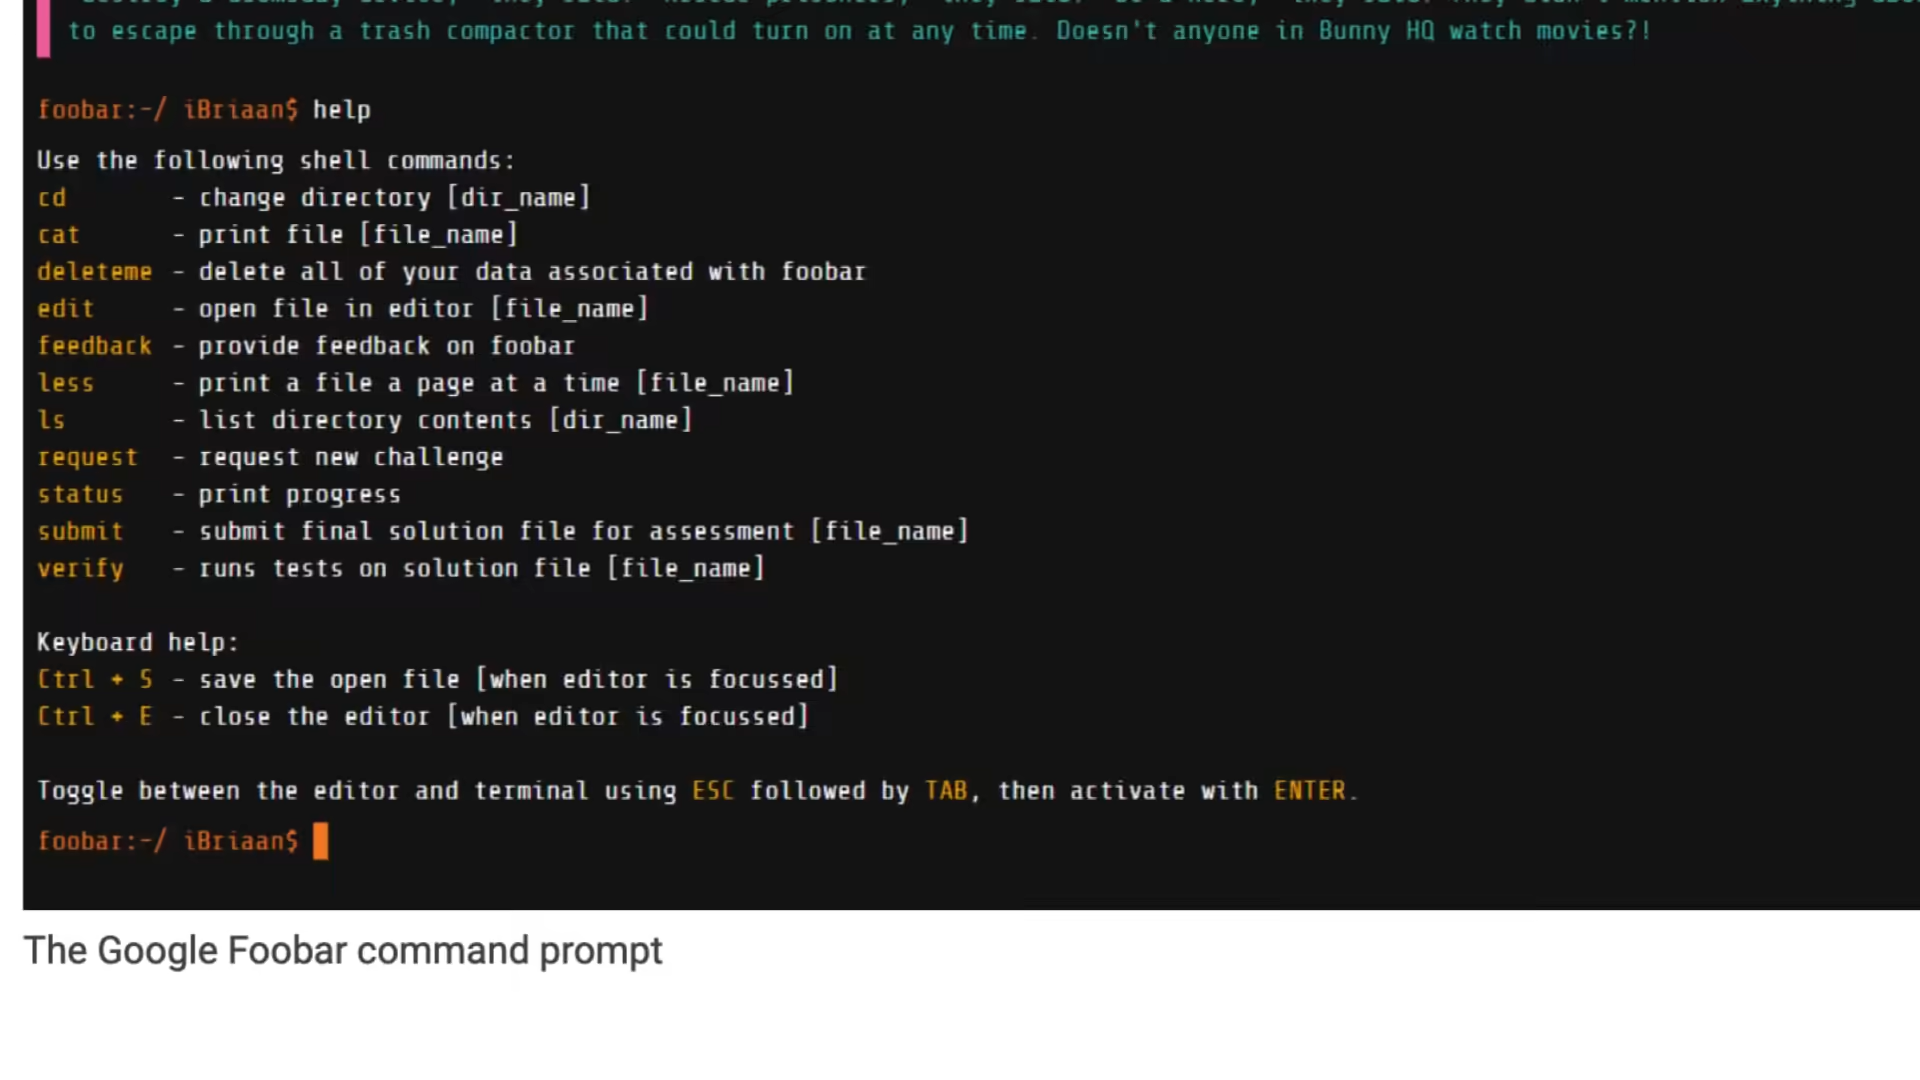 to escape through a trash compactor that could turn on at any time. Doesn't anyone in Bunny HQ watch movies?!
foobar:~/ iBriaan$ help
Use the following shell commands:
cd - change directory [dir_name]
cat - print file [file_name]
deleteme - delete all of your data associated with foobar
edit - open file in editor [file_name]
feedback - provide feedback on foobar
less - print a file a page at a time [file_name]
ls - list directory contents [dir_name]
request - request new challenge
status - print progress
submit - submit final solution file for assessment [file_name]
verify - runs tests on solution file [file_name]
Keyboard help:
Ctrl + S - save the open file [when editor is focussed]
Ctrl + E - close the editor [when editor is focussed]
Toggle between the editor and terminal using ESC followed by TAB, then activate with ENTER.
foobar:~/ iBriaan$
The Google Foobar command prompt